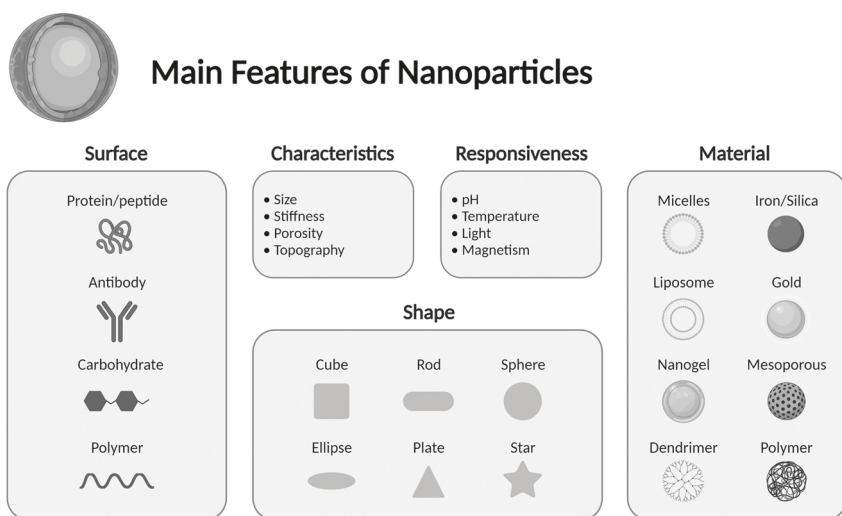 Main Features of Nanoparticles
Surface
Protein/peptide
Antibody
Carbohydrate
Polymer
Characteristics
• Size
• Stiffness
• Porosity
• Topography
Responsiveness
• pH
• Temperature
• Light
• Magnetism
Shape
Cube Rod Sphere
Ellipse Plate Star
Material
Micelles Iron/Silica
Liposome Gold
Nanogel Mesoporous
Dendrimer Polymer